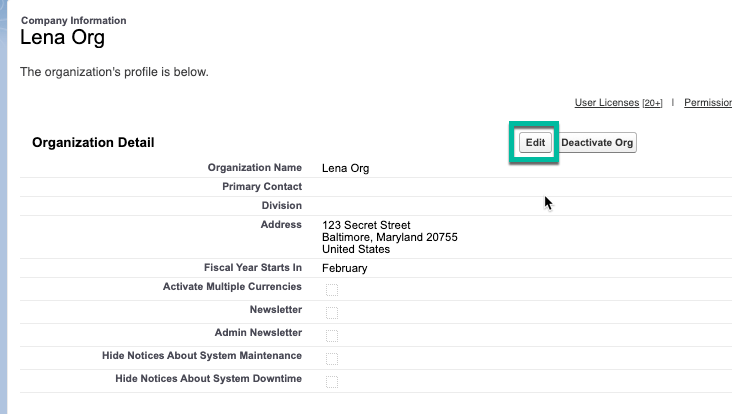 Company Information
Lena Org
The organization's profile is below.
User Licenses [20+] | Permission
Organization Detail Edit Deactivate Org
Organization Name Lena Org
Primary Contact
Division
Address 123 Secret Street
Baltimore, Maryland 20755
United States
Fiscal Year Starts In February
Activate Multiple Currencies
Newsletter
Admin Newsletter
Hide Notices About System Maintenance
Hide Notices About System Downtime